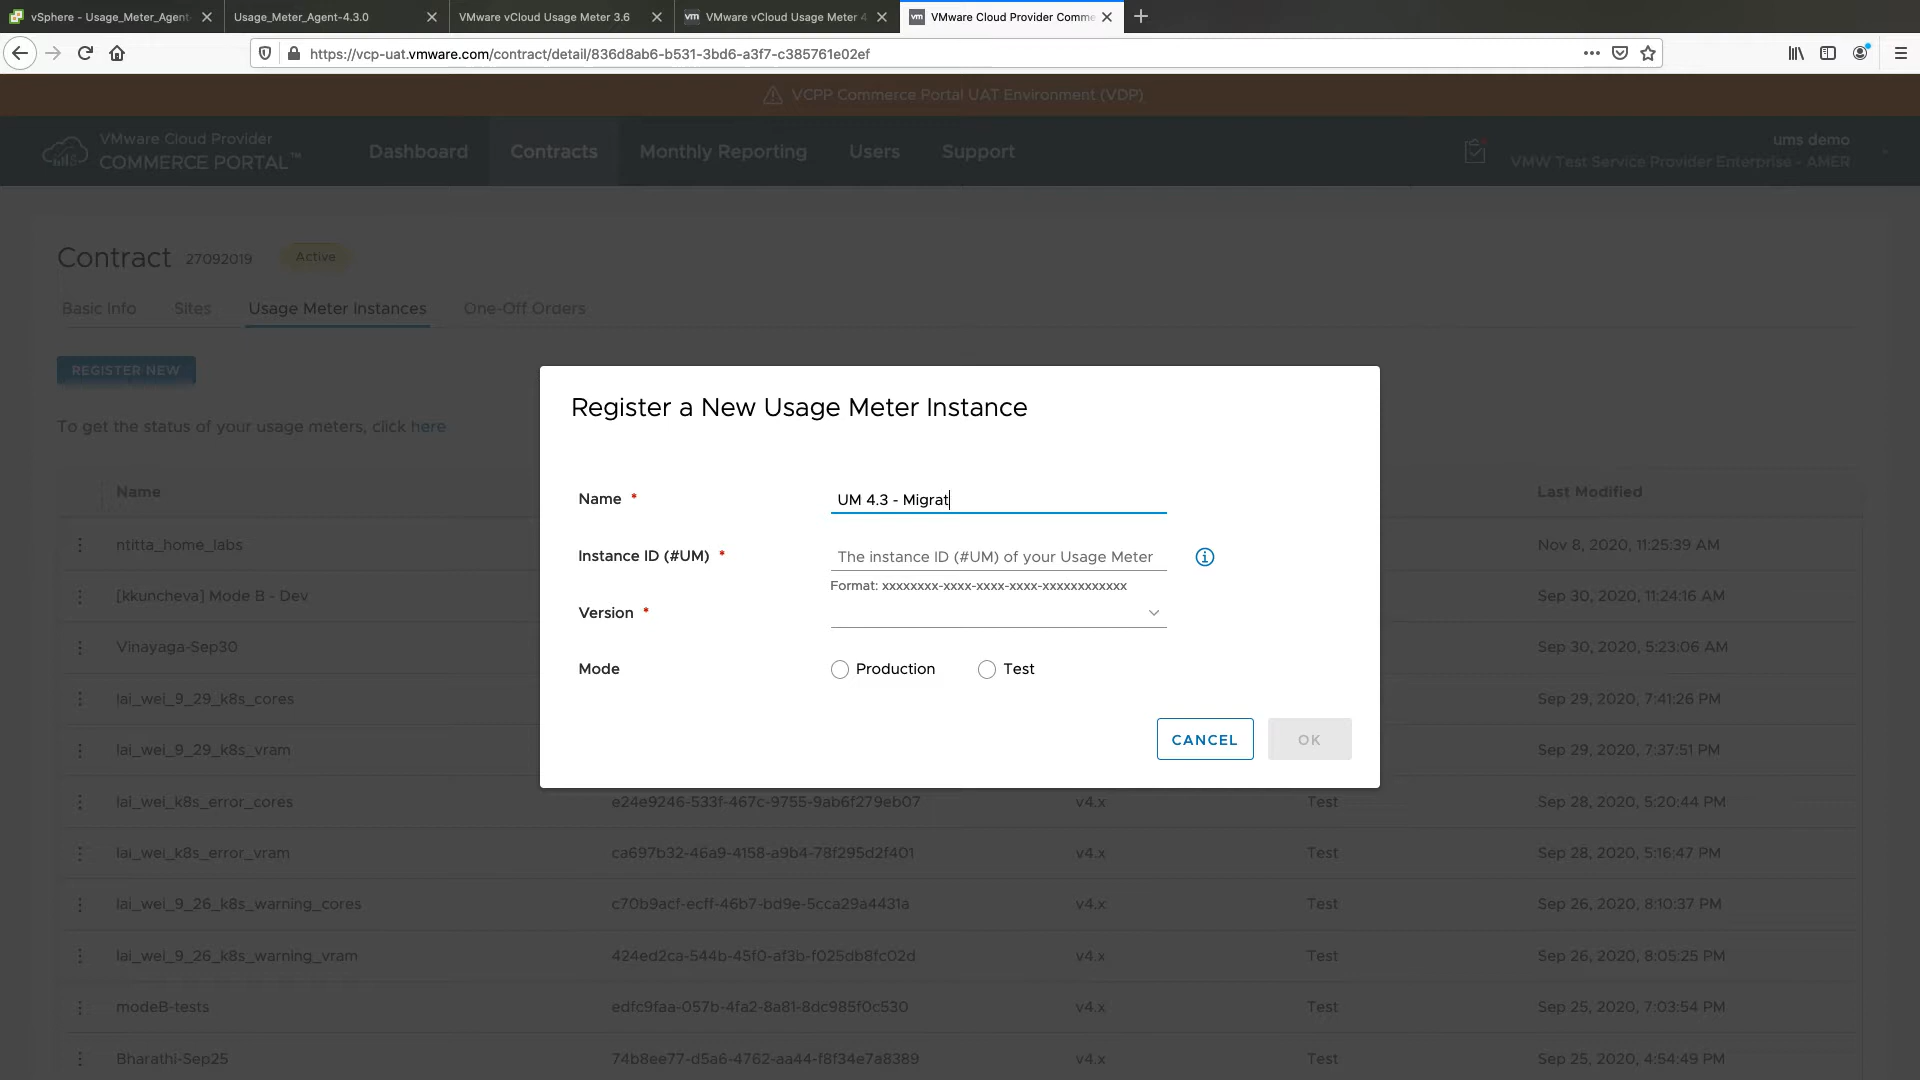 vSphere - Usage_Meter_Agent
Usage_Meter_Agent-4.3.0
VMware vCloud Usage Meter 3.6
vm VMware vCloud Usage Meter 4
vm VMware Cloud Provider Comme
https://vcp-uat.vmware.com/contract/detail/836d8ab6-b531-3bd6-a3f7-c385761e02ef
VCPP Commerce Portal UAT Environment (VDP)
VMware Cloud Provider
COMMERCE PORTAL™
Dashboard
Contracts
Monthly Reporting
Users
Support
ums demo
VMW Test Service Provider Enterprise - AMER
Contract 27092019 Active
Basic Info
Sites
Usage Meter Instances
One-Off Orders
REGISTER NEW
To get the status of your usage meters, click here
Register a New Usage Meter Instance
Name *
UM 4.3 - Migrat
Instance ID (#UM) *
The instance ID (#UM) of your Usage Meter
Format: xxxxxxxx-xxxx-xxxx-xxxx-xxxxxxxxxxxx
Version *
Mode
Production
Test
CANCEL
OK
Name
Last Modified
ntitta_home_labs
Nov 8, 2020, 11:25:39 AM
[kkuncheva] Mode B - Dev
Sep 30, 2020, 11:24:16 AM
Vinayaga-Sep30
Sep 30, 2020, 5:23:06 AM
lai_wei_9_29_k8s_cores
Sep 29, 2020, 7:41:26 PM
lai_wei_9_29_k8s_vram
Sep 29, 2020, 7:37:51 PM
lai_wei_k8s_error_cores
e24e9246-533f-467c-9755-9ab6f279eb07
v4.x
Test
Sep 28, 2020, 5:20:44 PM
lai_wei_k8s_error_vram
ca697b32-46a9-4158-a9b4-78f295d2f401
v4.x
Test
Sep 28, 2020, 5:16:47 PM
lai_wei_9_26_k8s_warning_cores
c70b9acf-ecff-46b7-bd9e-5cca29a4431a
v4.x
Test
Sep 26, 2020, 8:10:37 PM
lai_wei_9_26_k8s_warning_vram
424ed2ca-544b-45f0-af3b-f025db8fc02d
v4.x
Test
Sep 26, 2020, 8:05:25 PM
modeB-tests
edfc9faa-057b-4fa2-8a81-8dc985f0c530
v4.x
Test
Sep 25, 2020, 7:03:54 PM
Bharathi-Sep25
74b8ee77-d5a6-4762-aa44-f8f34e7a8389
v4.x
Test
Sep 25, 2020, 4:54:49 PM